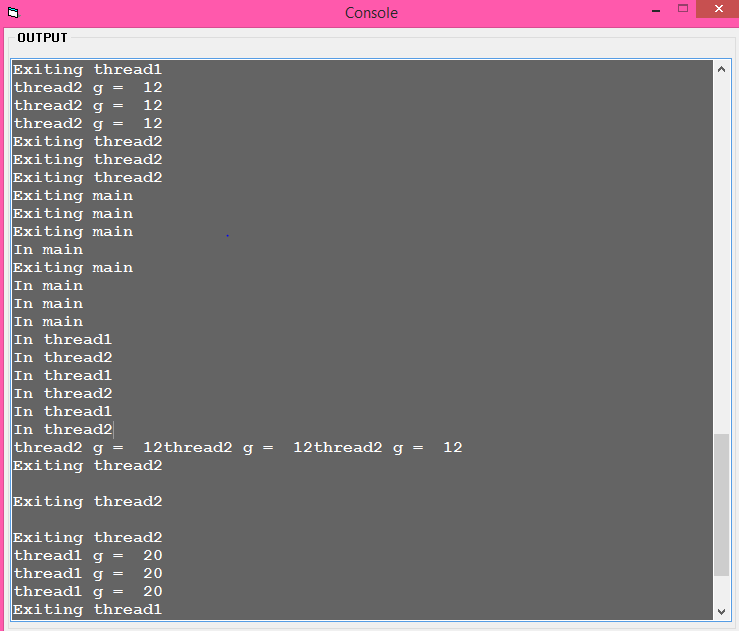 Console
OUTPUT
Exiting thread1
thread2 g =  12
thread2 g =  12
thread2 g =  12
Exiting thread2
Exiting thread2
Exiting thread2
Exiting main
Exiting main
Exiting main
In main
Exiting main
In main
In main
In main
In thread1
In thread2
In thread1
In thread2
In thread1
In thread2
thread2 g =  12thread2 g =  12thread2 g =  12
Exiting thread2
Exiting thread2
Exiting thread2
thread1 g =  20
thread1 g =  20
thread1 g =  20
Exiting thread1